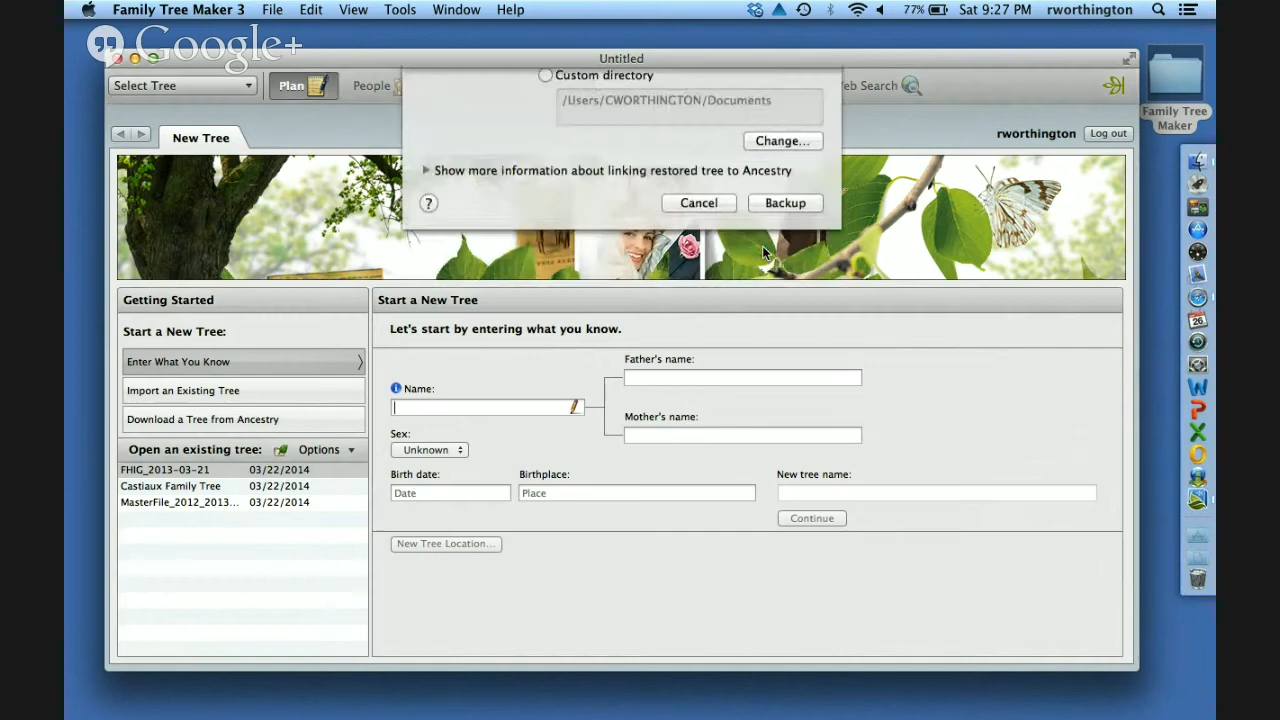 Family Tree Maker 3 File Edit View Tools Window Help 77% Sat 9:27 PM rworthington
Google+
Untitled
Select Tree Plan People eb Search
Custom directory
/Users/CWORTHINGTON/Documents
Change...
Show more information about linking restored tree to Ancestry
? Cancel Backup
Family Tree
Maker
New Tree rworthington Log out
Getting Started
Start a New Tree:
Enter What You Know
Import an Existing Tree
Download a Tree from Ancestry
Open an existing tree: Options
FHIG_2013-03-21 03/22/2014
Castiaux Family Tree 03/22/2014
MasterFile_2012_2013... 03/22/2014
Start a New Tree
Let's start by entering what you know.
Father's name:
Name:
Mother's name:
Sex:
Unknown
Birth date: Birthplace: New tree name:
Date Place
Continue
New Tree Location...
26